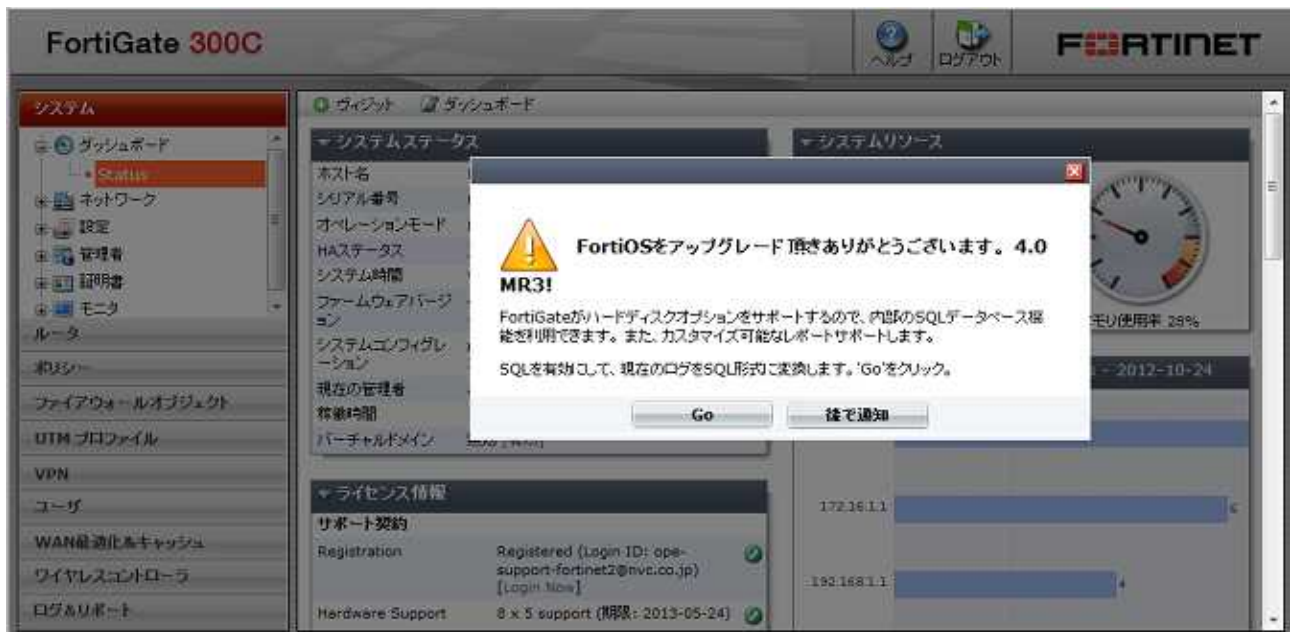 FortiGate 300C
ヘルプ
ログアウト
FORTINET
システム
ダッシュボード
Status
ネットワーク
設定
管理者
証明書
モニタ
ルータ
ポリシー
ファイアウォールオブジェクト
UTM プロファイル
VPN
ユーザ
WAN最適化&キャッシュ
ワイヤレスコントローラ
ログ&リポート
ヴィジット ダッシュボード
システムステータス
ホスト名
シリアル番号
オペレーションモード
HAステータス
システム時間
ファームウェアバージ
ョン
システムコンフィグレ
ーション
現在の管理者
稼働時間
バーチャルドメイン
FortiOSをアップグレード頂きありがとうございます。4.0
MR3!
FortiGateがハードディスクオプションをサポートするので、内部のSQLデータベース機
能を利用できます。また、カスタマイズ可能なレポートサポートします。
SQLを有効にして、現在のログをSQL形式に変換します。'Go'をクリック。
Go
後で通知
ライセンス情報
サポート契約
Registration
Registered (Login ID: ope-
support-fortinet2@nvc.co.jp)
[Login Now]
Hardware Support
8 x 5 support (期限: 2013-05-24)
システムリソース
モリ使用率 28%
- 2012-10-24
172.16.1.1
6
192.168.1.1
4